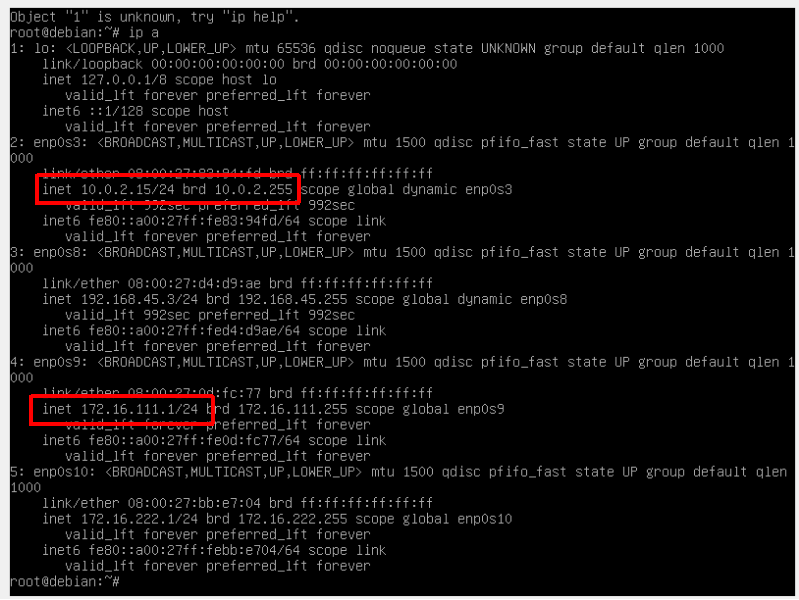 Object "1" is unknown, try "ip help".
root@debian:~# ip a
1: lo: <LOOPBACK,UP,LOWER_UP> mtu 65536 qdisc noqueue state UNKNOWN group default qlen 1000
link/loopback 00:00:00:00:00:00 brd 00:00:00:00:00:00
inet 127.0.0.1/8 scope host lo
valid_lft forever preferred_lft forever
inet6 ::1/128 scope host
valid_lft forever preferred_lft forever
2: enp0s3: <BROADCAST,MULTICAST,UP,LOWER_UP> mtu 1500 qdisc pfifo_fast state UP group default qlen 1
000
link/ether 08:00:27:83:94:fd brd ff:ff:ff:ff:ff:ff
inet 10.0.2.15/24 brd 10.0.2.255 scope global dynamic enp0s3
valid_lft 992sec preferred_lft 992sec
inet6 fe80::a00:27ff:fe83:94fd/64 scope link
valid_lft forever preferred_lft forever
3: enp0s8: <BROADCAST,MULTICAST,UP,LOWER_UP> mtu 1500 qdisc pfifo_fast state UP group default qlen 1
000
link/ether 08:00:27:d4:d9:ae brd ff:ff:ff:ff:ff:ff
inet 192.168.45.3/24 brd 192.168.45.255 scope global dynamic enp0s8
valid_lft 992sec preferred_lft 992sec
inet6 fe80::a00:27ff:fed4:d9ae/64 scope link
valid_lft forever preferred_lft forever
4: enp0s9: <BROADCAST,MULTICAST,UP,LOWER_UP> mtu 1500 qdisc pfifo_fast state UP group default qlen 1
000
link/ether 08:00:27:0d:fc:77 brd ff:ff:ff:ff:ff:ff
inet 172.16.111.1/24 brd 172.16.111.255 scope global enp0s9
valid_lft forever preferred_lft forever
inet6 fe80::a00:27ff:fe0d:fc77/64 scope link
valid_lft forever preferred_lft forever
5: enp0s10: <BROADCAST,MULTICAST,UP,LOWER_UP> mtu 1500 qdisc pfifo_fast state UP group default qlen
1000
link/ether 08:00:27:bb:e7:04 brd ff:ff:ff:ff:ff:ff
inet 172.16.222.1/24 brd 172.16.222.255 scope global enp0s10
valid_lft forever preferred_lft forever
inet6 fe80::a00:27ff:febb:e704/64 scope link
valid_lft forever preferred_lft forever
root@debian:~#